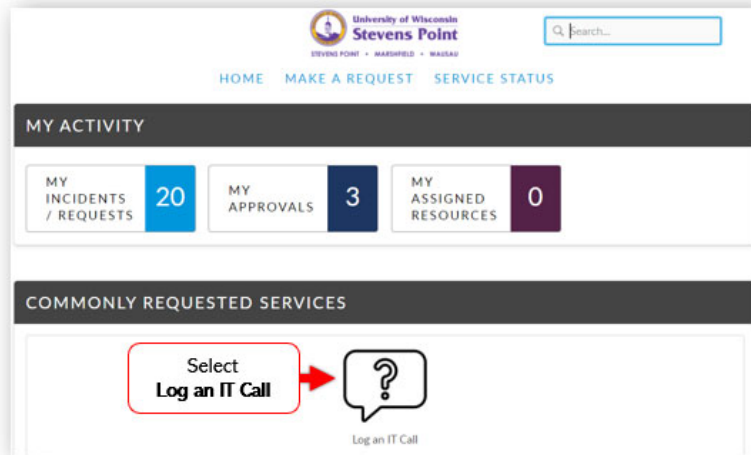 University of Wisconsin
Stevens Point
STEVENS POINT • MARSHFIELD • WAUSAU
Search...
HOME MAKE A REQUEST SERVICE STATUS
MY ACTIVITY
MY
INCIDENTS
/ REQUESTS
20
MY
APPROVALS
3
MY
ASSIGNED
RESOURCES
0
COMMONLY REQUESTED SERVICES
Select
Log an IT Call
?
Log an IT Call